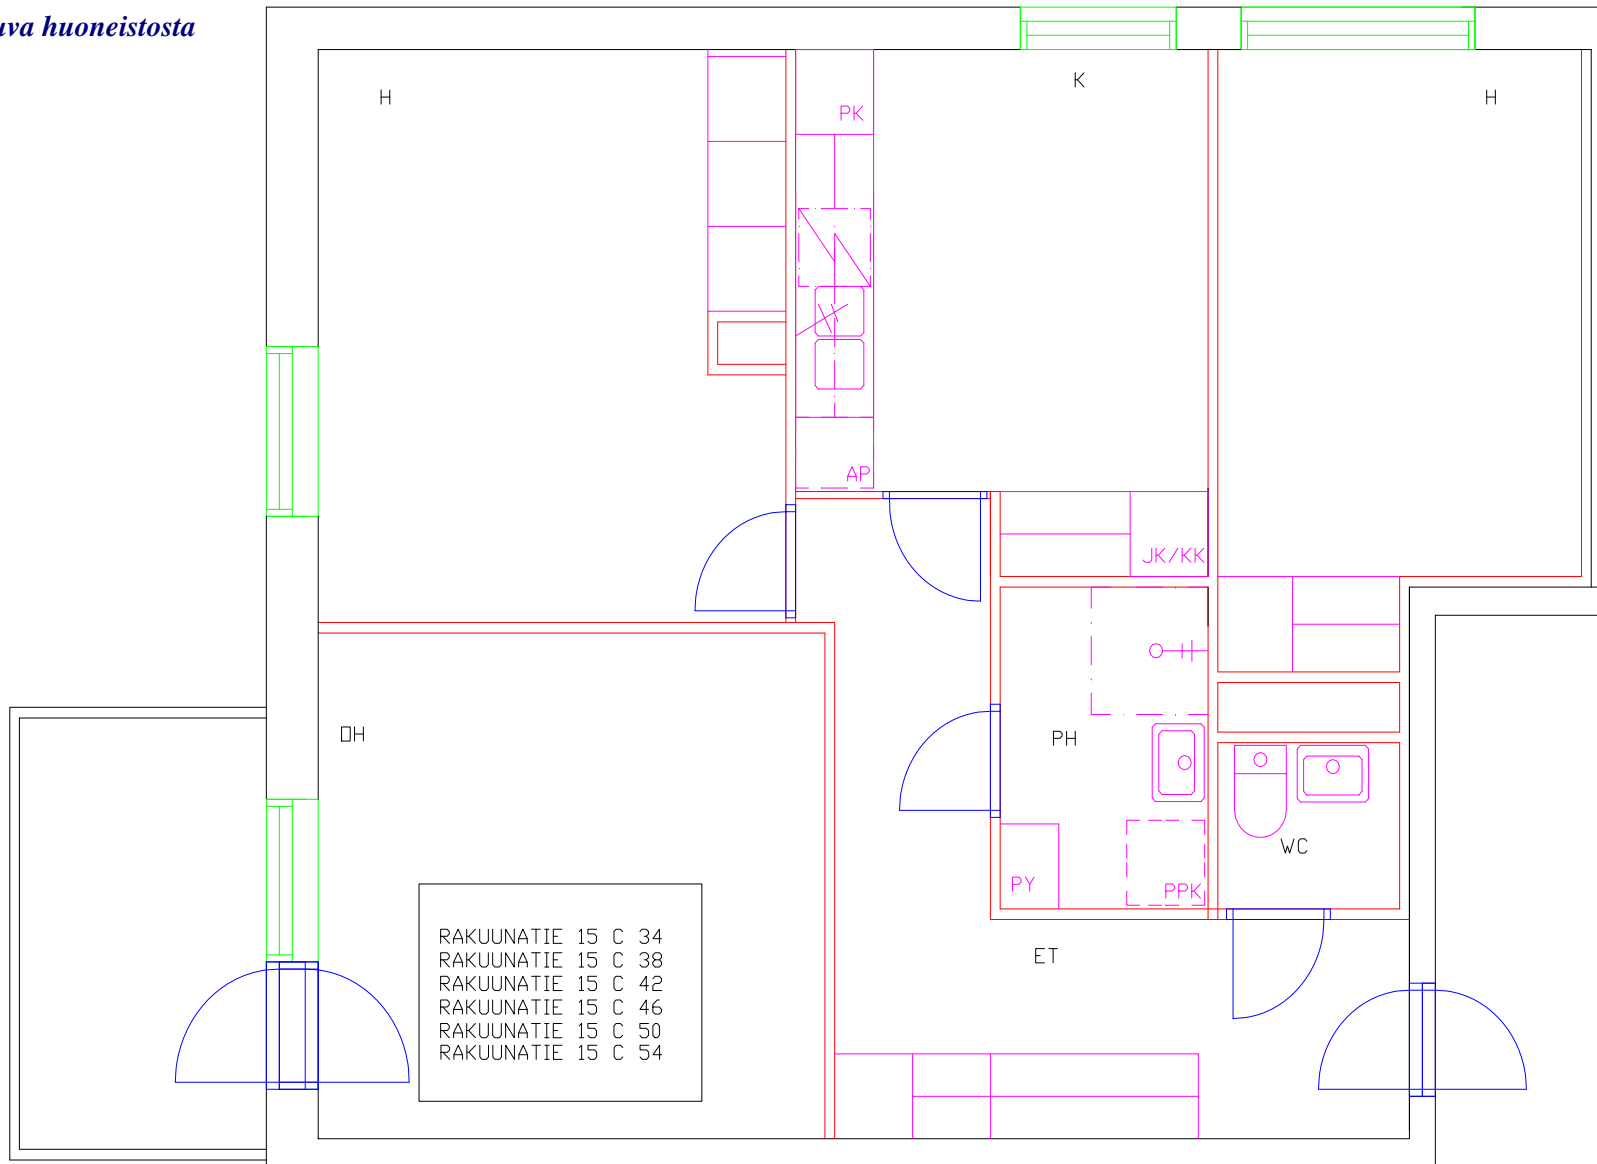 huoneistosta
H
K
H
PK
AP
JK/KK
OH
PH
WC
PY
PPK
ET
RAKUUNATIE 15 C 34
RAKUUNATIE 15 C 38
RAKUUNATIE 15 C 42
RAKUUNATIE 15 C 46
RAKUUNATIE 15 C 50
RAKUUNATIE 15 C 54